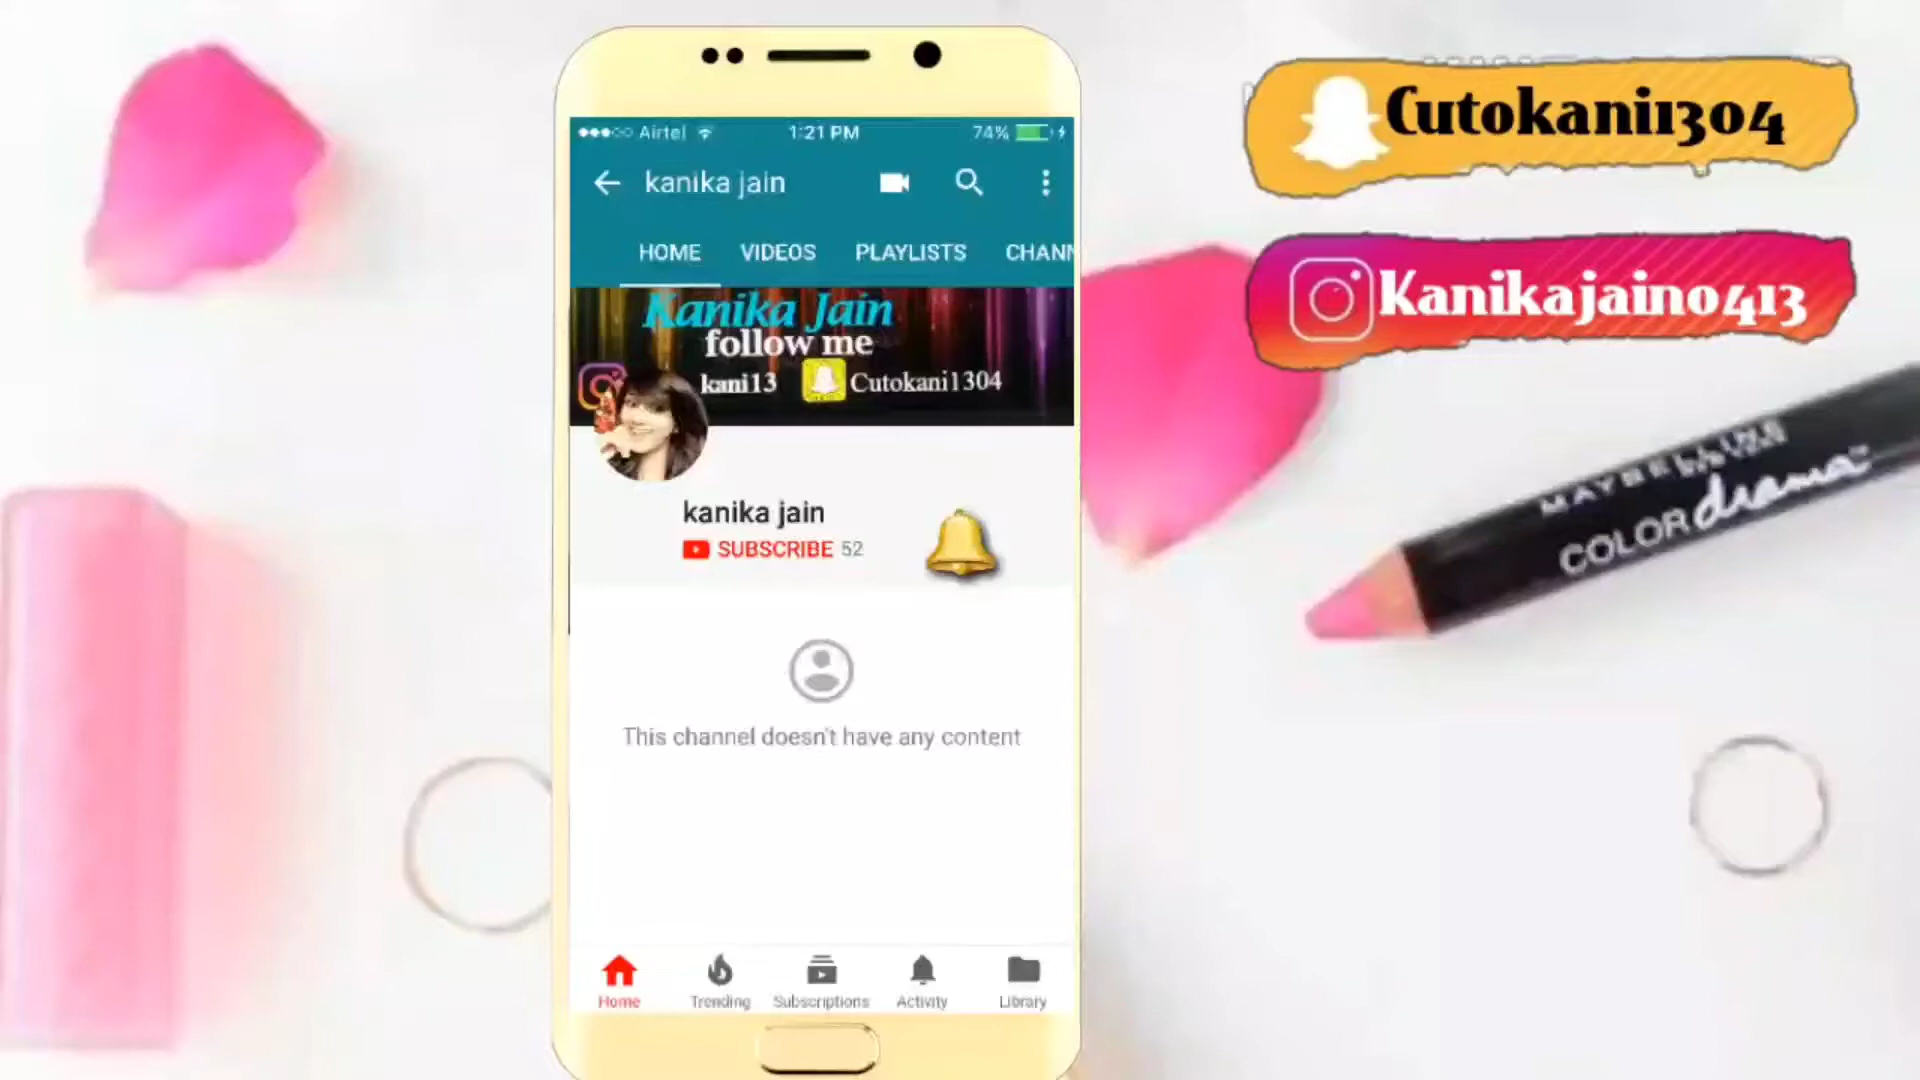 Cutokani1304
Airtel
1:21 PM
74%
kanika jain
HOME VIDEOS PLAYLISTS CHANN
Kanikajain0413
Kanika Jain
follow me
kani13 Cutokani1304
MAYBELLINE
COLOR drama™
kanika jain
SUBSCRIBE 52
This channel doesn't have any content
Home Trending Subscriptions Activity Library